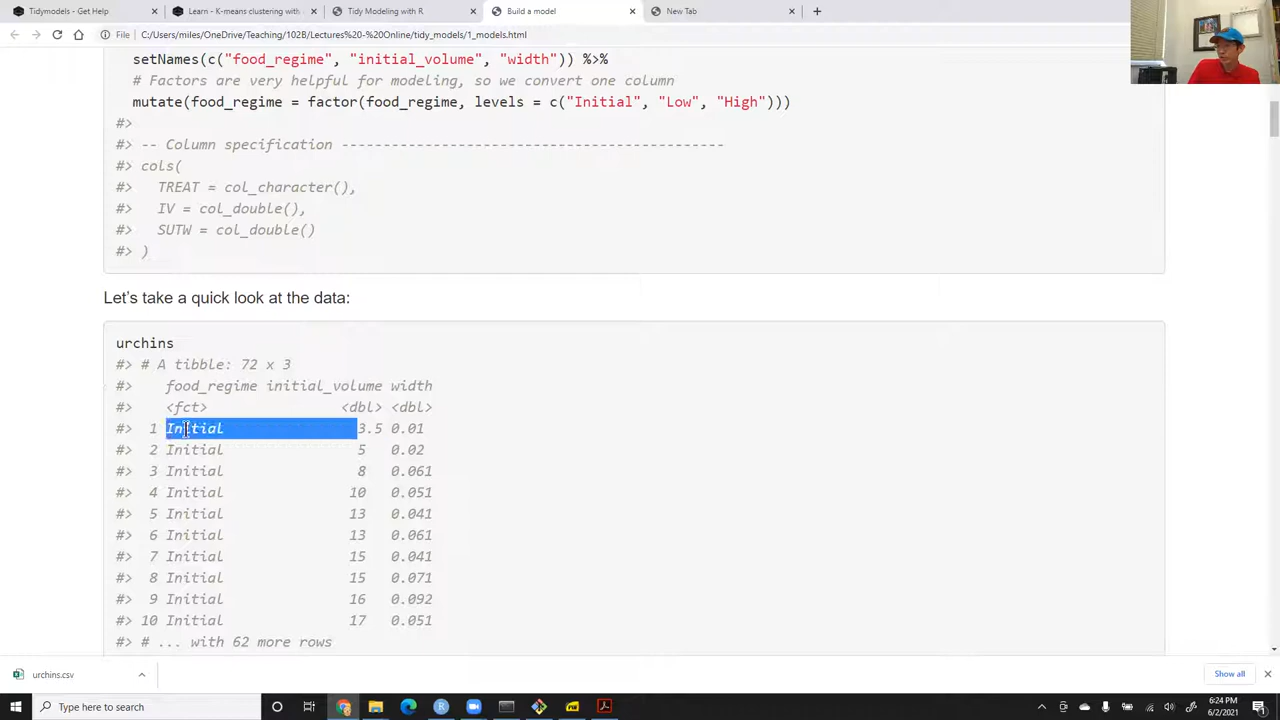 Tidymodels - Get Help
Learn - K-means clustering with
Tidy Modeling with R
Build a model
New Tab
File
C:/Users/miles/OneDrive/Teaching/102B/Lectures%20-%20Online/tidy_models/1_models.html
setNames(c("food_regime", "initial_volume", "width")) %>%
# Factors are very helpful for modeling, so we convert one column
mutate(food_regime = factor(food_regime, levels = c("Initial", "Low", "High")))
#>
#> -- Column specification ----------------------------------------------
#> cols(
#>   TREAT = col_character(),
#>   IV = col_double(),
#>   SUTW = col_double()
#> )
Let's take a quick look at the data:
urchins
#> # A tibble: 72 x 3
#>    food_regime initial_volume width
#>    <fct>                <dbl> <dbl>
#>  1 Initial                3.5 0.01
#>  2 Initial                5   0.02
#>  3 Initial                8   0.061
#>  4 Initial               10   0.051
#>  5 Initial               13   0.041
#>  6 Initial               13   0.061
#>  7 Initial               15   0.041
#>  8 Initial               15   0.071
#>  9 Initial               16   0.092
#> 10 Initial               17   0.051
#> # ... with 62 more rows
urchins.csv
Show all
Type here to search
6:24 PM
6/2/2021